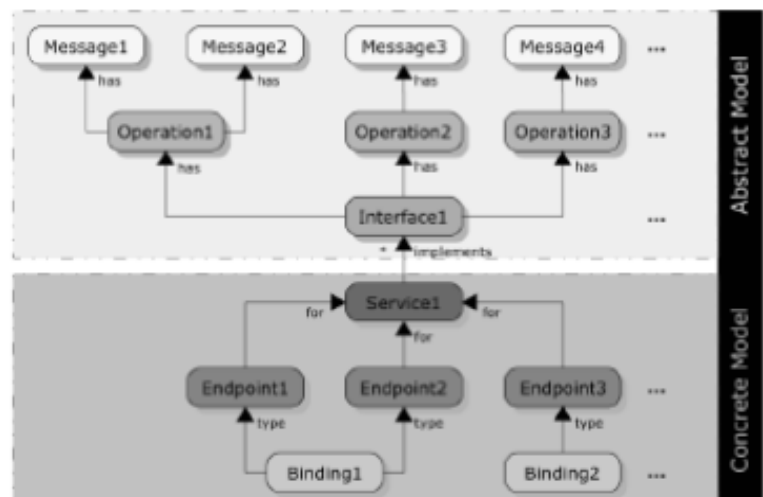 Message1 Message2 Message3 Message4 ...
has has has has
Operation1 Operation2 Operation3 ...
has has has
Interface1 ...
* implements
Service1
for for for
Endpoint1 Endpoint2 Endpoint3 ...
type type type
Binding1 Binding2 ...
Abstract Model
Concrete Model